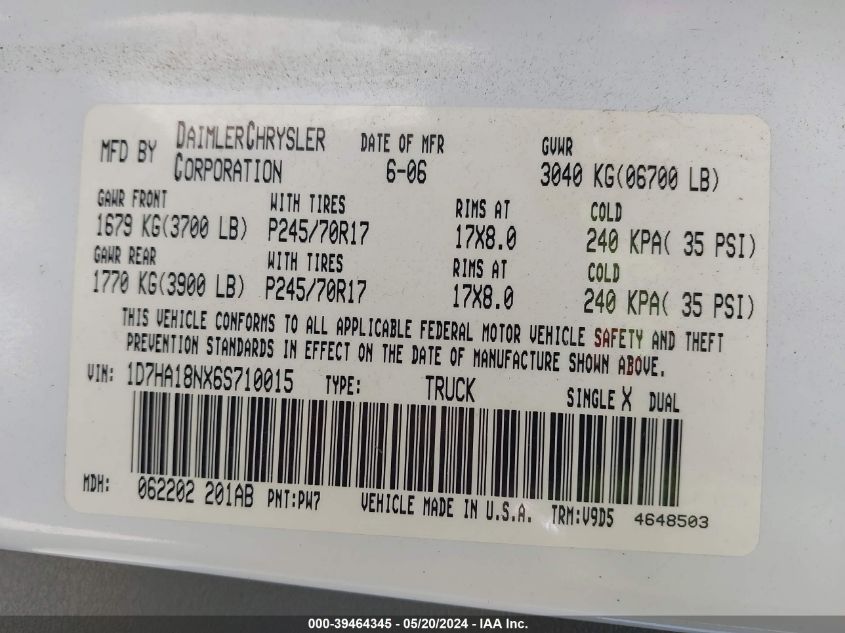 MFD BY DAIMLERCHRYSLER CORPORATION DATE OF MFR 6-06 GVWR 3040 KG(06700 LB)
GAWR FRONT WITH TIRES RIMS AT COLD
1679 KG(3700 LB) P245/70R17 17X8.0 240 KPA( 35 PSI)
GAWR REAR WITH TIRES RIMS AT COLD
1770 KG(3900 LB) P245/70R17 17X8.0 240 KPA( 35 PSI)
THIS VEHICLE CONFORMS TO ALL APPLICABLE FEDERAL MOTOR VEHICLE SAFETY AND THEFT
PREVENTION STANDARDS IN EFFECT ON THE DATE OF MANUFACTURE SHOWN ABOVE.
VIN: 1D7HA18NX6S710015 TYPE: TRUCK SINGLE X DUAL
MDH: 062202 201AB PNT:PW7 VEHICLE MADE IN U.S.A. TRM:V9D5 4648503
000-39464345 - 05/20/2024 - IAA Inc.